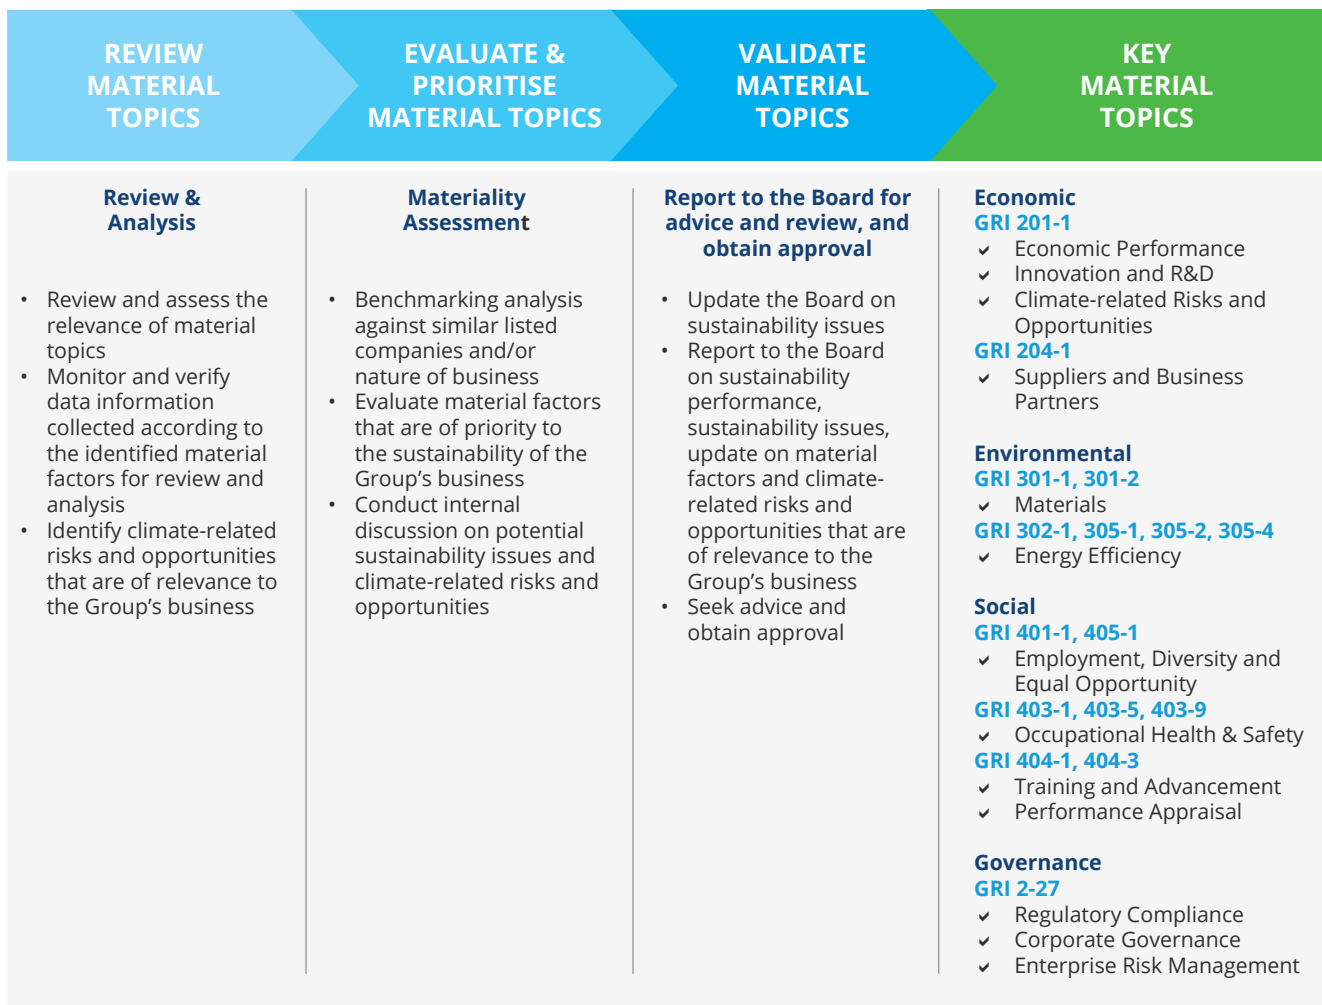 REVIEW
MATERIAL
TOPICS
EVALUATE &
PRIORITISE
MATERIAL TOPICS
VALIDATE
MATERIAL
TOPICS
KEY
MATERIAL
TOPICS
Review &
Analysis
• Review and assess the
relevance of material
topics
• Monitor and verify
data information
collected according to
the identified material
factors for review and
analysis
• Identify climate-related
risks and opportunities
that are of relevance to
the Group’s business
Materiality
Assessment
• Benchmarking analysis
against similar listed
companies and/or
nature of business
• Evaluate material factors
that are of priority to
the sustainability of the
Group’s business
• Conduct internal
discussion on potential
sustainability issues and
climate-related risks and
opportunities
Report to the Board for
advice and review, and
obtain approval
• Update the Board on
sustainability issues
• Report to the Board
on sustainability
performance,
sustainability issues,
update on material
factors and climate-
related risks and
opportunities that are
of relevance to the
Group’s business
• Seek advice and
obtain approval
Economic
GRI 201-1
Economic Performance
Innovation and R&D
Climate-related Risks and
Opportunities
GRI 204-1
Suppliers and Business
Partners
Environmental
GRI 301-1, 301-2
Materials
GRI 302-1, 305-1, 305-2, 305-4
Energy Efficiency
Social
GRI 401-1, 405-1
Employment, Diversity and
Equal Opportunity
GRI 403-1, 403-5, 403-9
Occupational Health & Safety
GRI 404-1, 404-3
Training and Advancement
Performance Appraisal
Governance
GRI 2-27
Regulatory Compliance
Corporate Governance
Enterprise Risk Management